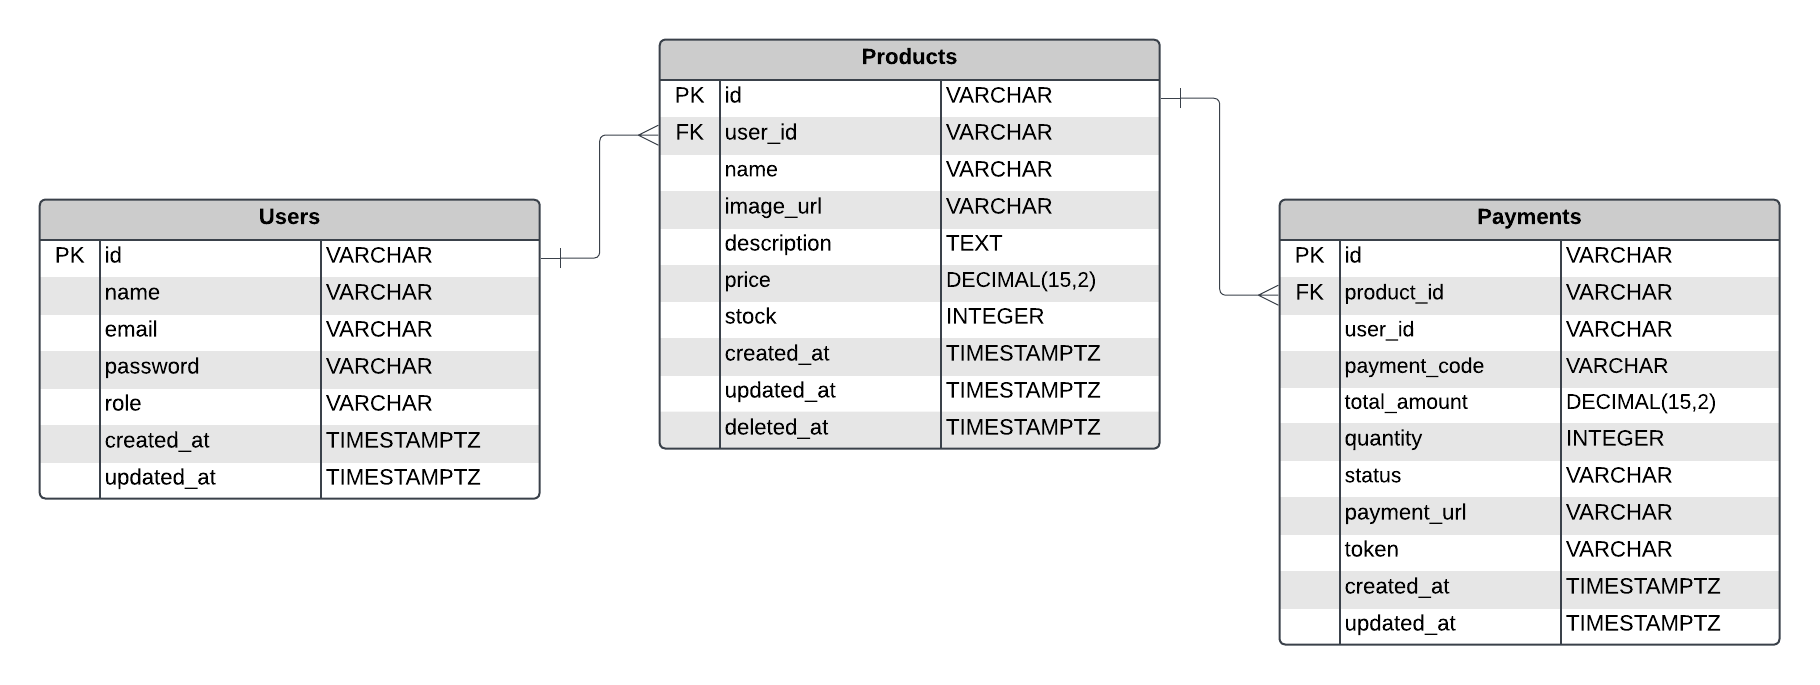 Users
PK id VARCHAR
name VARCHAR
email VARCHAR
password VARCHAR
role VARCHAR
created_at TIMESTAMPTZ
updated_at TIMESTAMPTZ
Products
PK id VARCHAR
FK user_id VARCHAR
name VARCHAR
image_url VARCHAR
description TEXT
price DECIMAL(15,2)
stock INTEGER
created_at TIMESTAMPTZ
updated_at TIMESTAMPTZ
deleted_at TIMESTAMPTZ
Payments
PK id VARCHAR
FK product_id VARCHAR
user_id VARCHAR
payment_code VARCHAR
total_amount DECIMAL(15,2)
quantity INTEGER
status VARCHAR
payment_url VARCHAR
token VARCHAR
created_at TIMESTAMPTZ
updated_at TIMESTAMPTZ